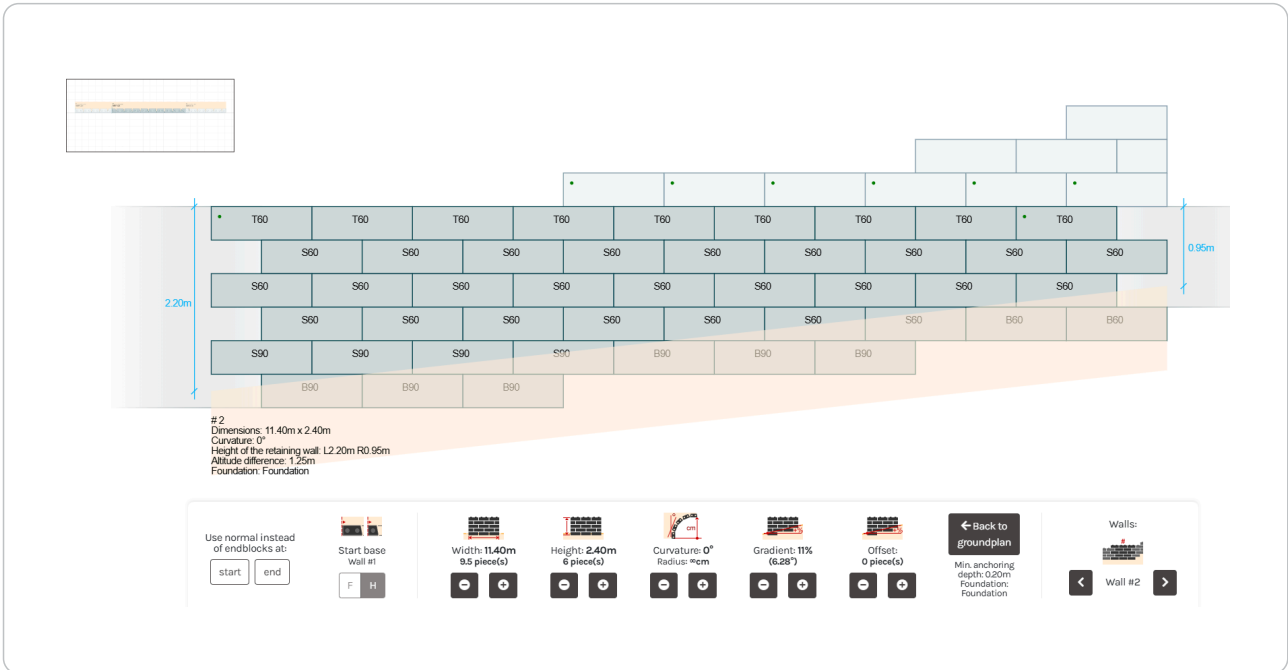 T60 T60 T60 T60 T60 T60 T60 T60 T60
0.95m
S60 S60 S60 S60 S60 S60 S60 S60 S60
S60 S60 S60 S60 S60 S60 S60 S60 S60
2.20m
S60 S60 S60 S60 S60 S60 S60 B60 B60
S90 S90 S90 S90 B90 B90 B90
B90 B90 B90
# 2
Dimensions: 11.40m x 2.40m
Curvature: 0°
Height of the retaining wall: L2.20m R0.95m
Altitude difference: 1.25m
Foundation: Foundation
Use normal instead
of endblocks at:
start end
Start base
Wall #1
F H
Width: 11.40m
9.5 piece(s)
Height: 2.40m
6 piece(s)
cm
Curvature: 0°
Radius: ∞cm
Gradient: 11%
(6.28°)
Offset:
0 piece(s)
Back to
groundplan
Min. anchoring
depth: 0.20m
Foundation:
Foundation
Walls:
#
Wall #2